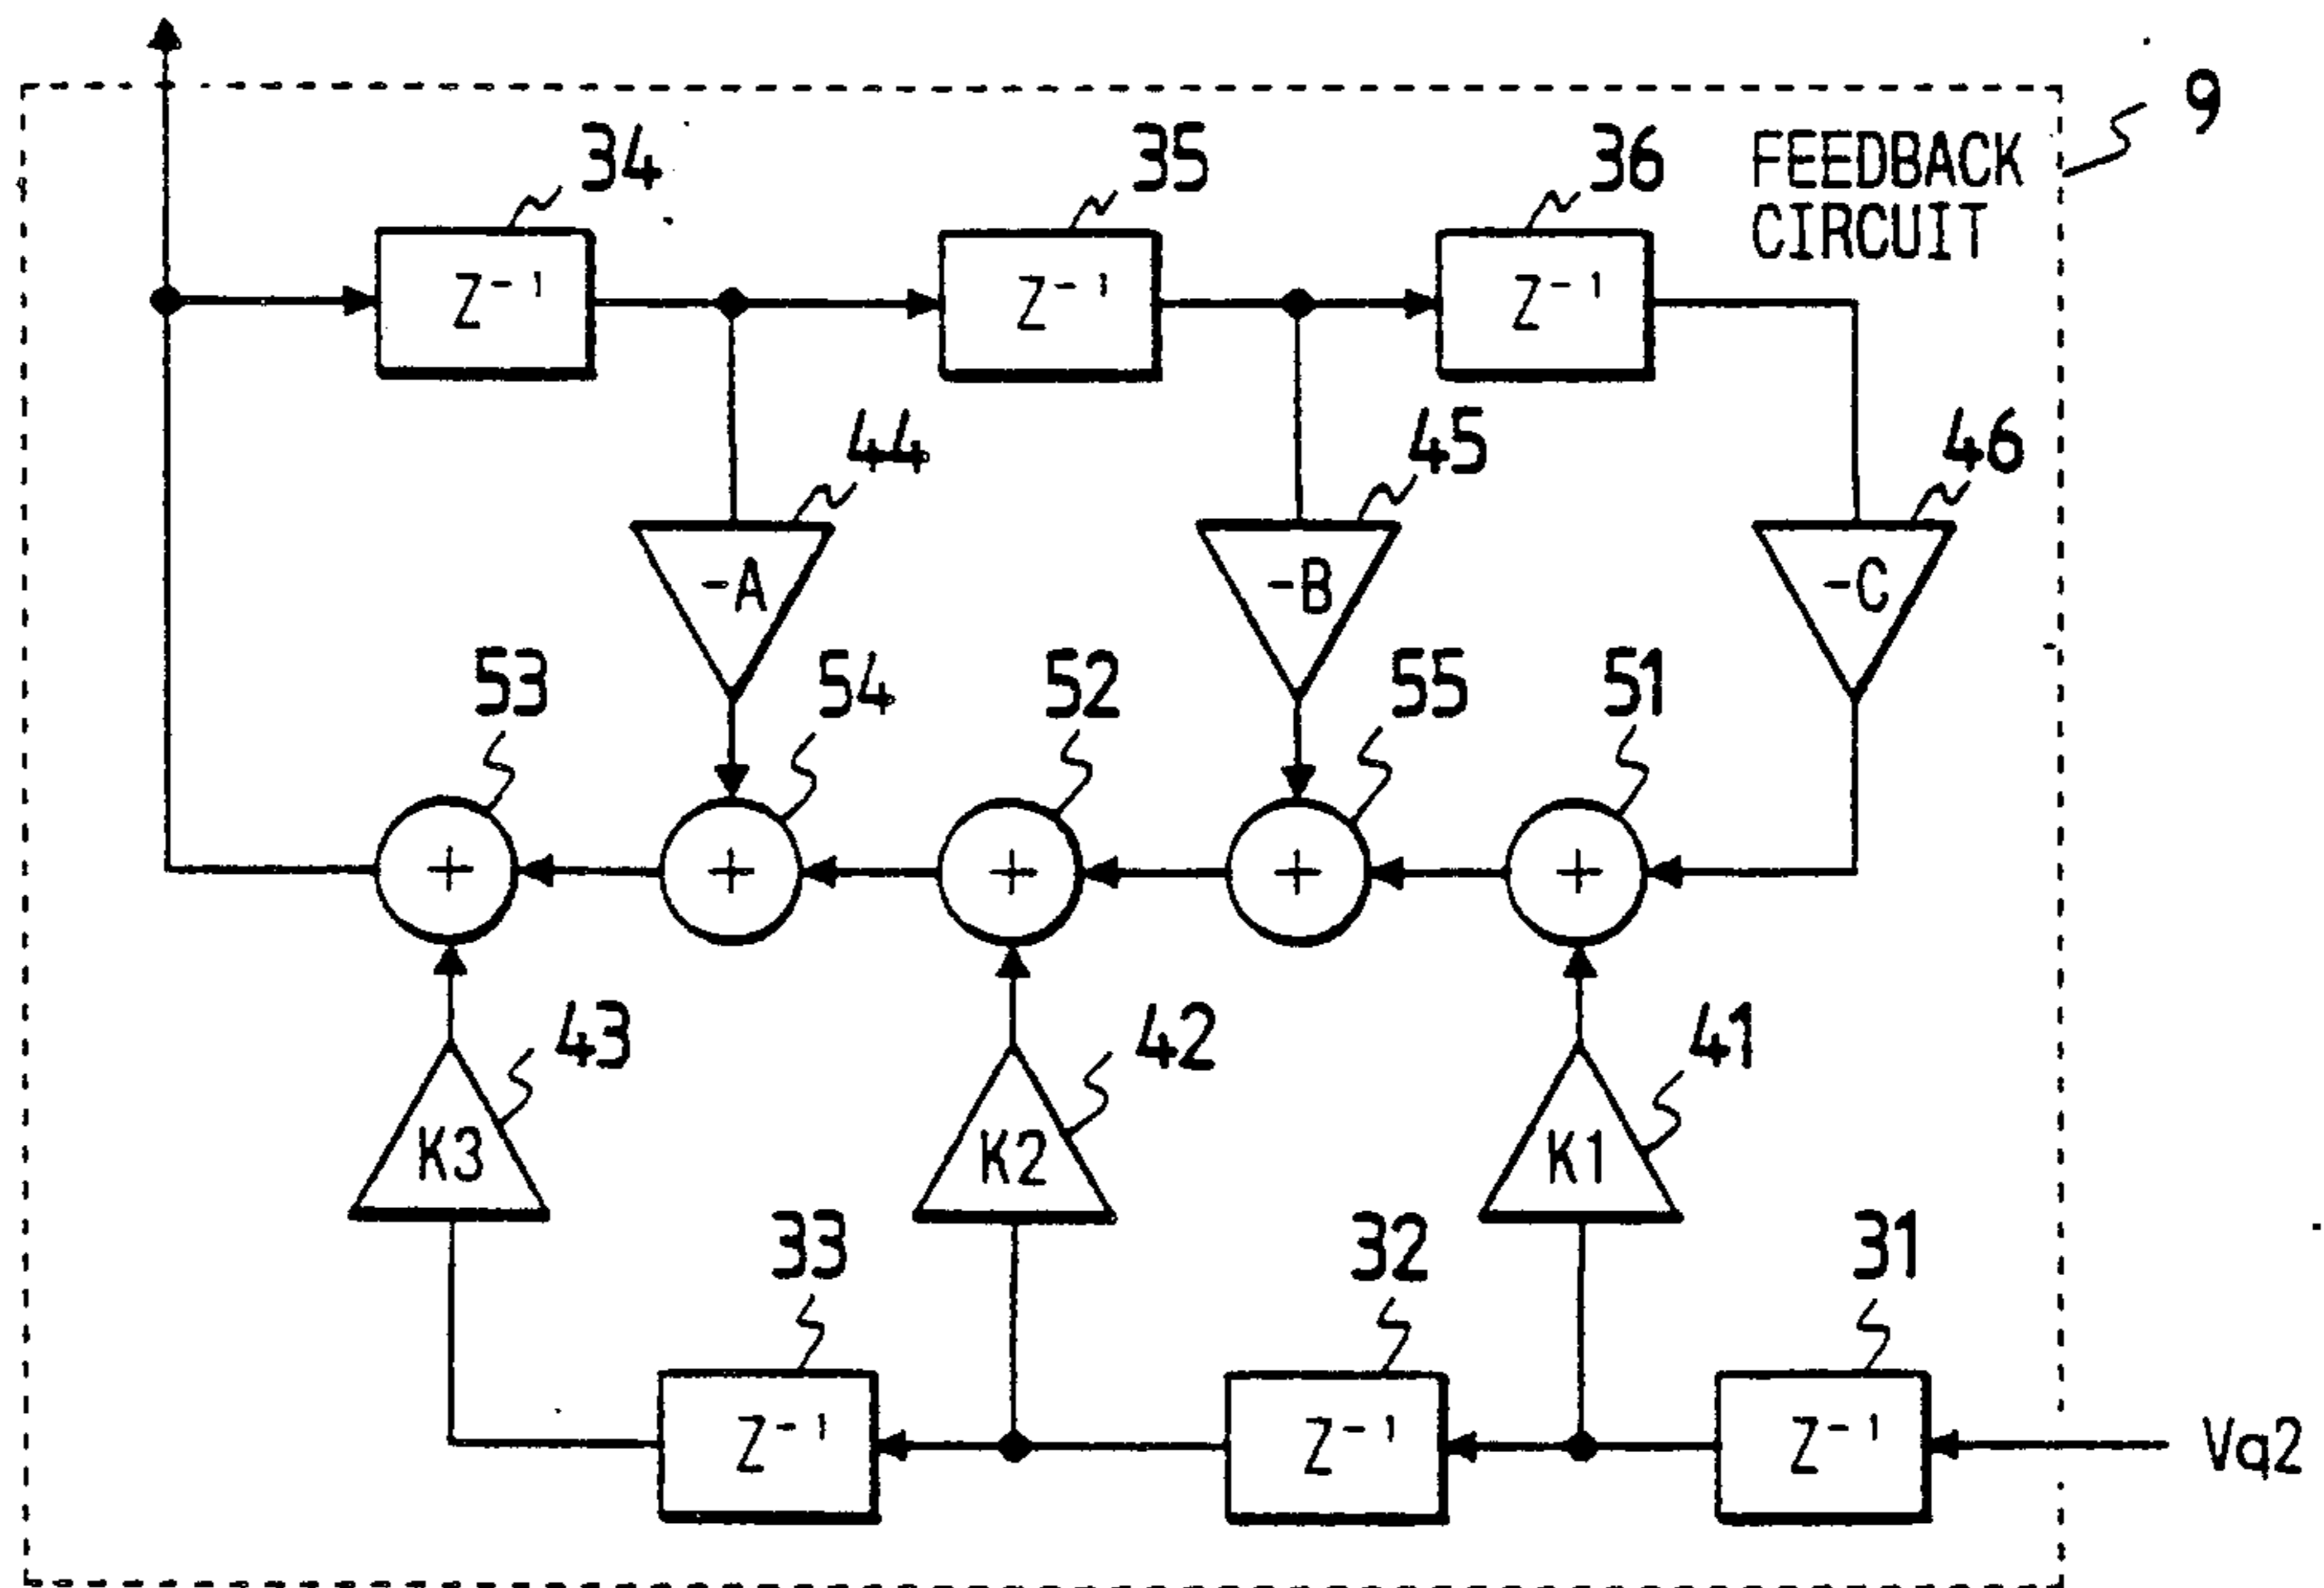 9
34
35
36
FEEDBACK
CIRCUIT
Z⁻¹
Z⁻¹
Z⁻¹
44
45
46
-A
-B
-C
53
54
52
55
51
+
+
+
+
+
43
42
41
K3
K2
K1
33
32
31
Z⁻¹
Z⁻¹
Z⁻¹
Vq2